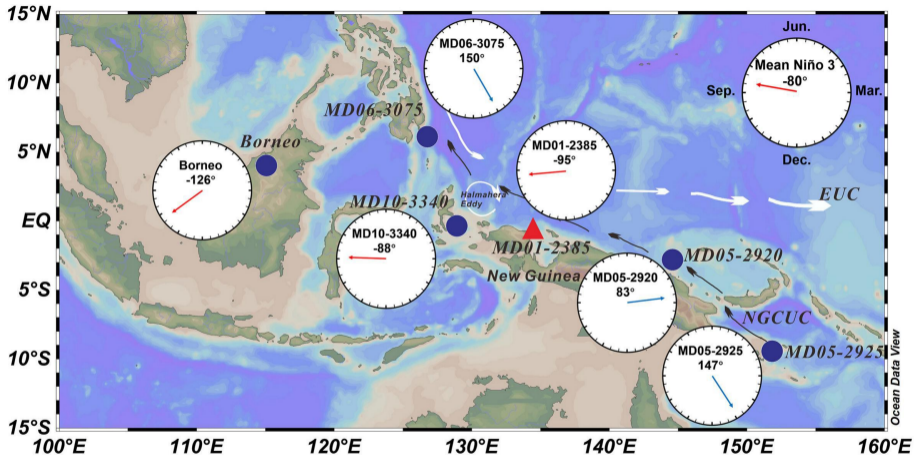 15°N
10°N
5°N
EQ
5°S
10°S
15°S
100°E
110°E
120°E
130°E
140°E
150°E
160°E
MD06-3075
150°
Jun.
Mean Niño 3
-80°
Sep.
Mar.
Dec.
MD06-3075
Borneo
Borneo
-126°
MD01-2385
-95°
Halmahera
Eddy
EUC
MD10-3340
MD10-3340
-88°
MD01-2385
New Guinea
MD05-2920
MD05-2920
83°
NGCUC
MD05-2925
MD05-2925
147°
Ocean Data View